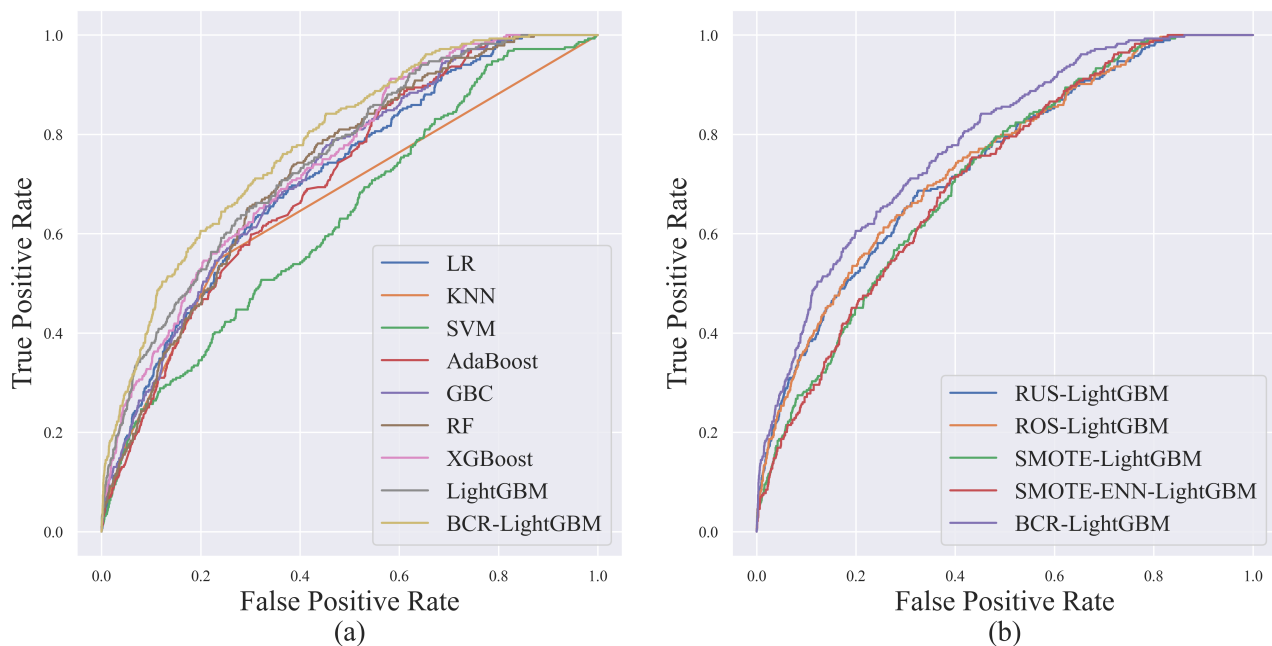 1.0
0.8
0.6
0.4
0.2
0.0
True Positive Rate
LR
KNN
SVM
AdaBoost
GBC
RF
XGBoost
LightGBM
BCR-LightGBM
0.0 0.2 0.4 0.6 0.8 1.0
False Positive Rate
(a)
1.0
0.8
0.6
0.4
0.2
0.0
True Positive Rate
RUS-LightGBM
ROS-LightGBM
SMOTE-LightGBM
SMOTE-ENN-LightGBM
BCR-LightGBM
0.0 0.2 0.4 0.6 0.8 1.0
False Positive Rate
(b)